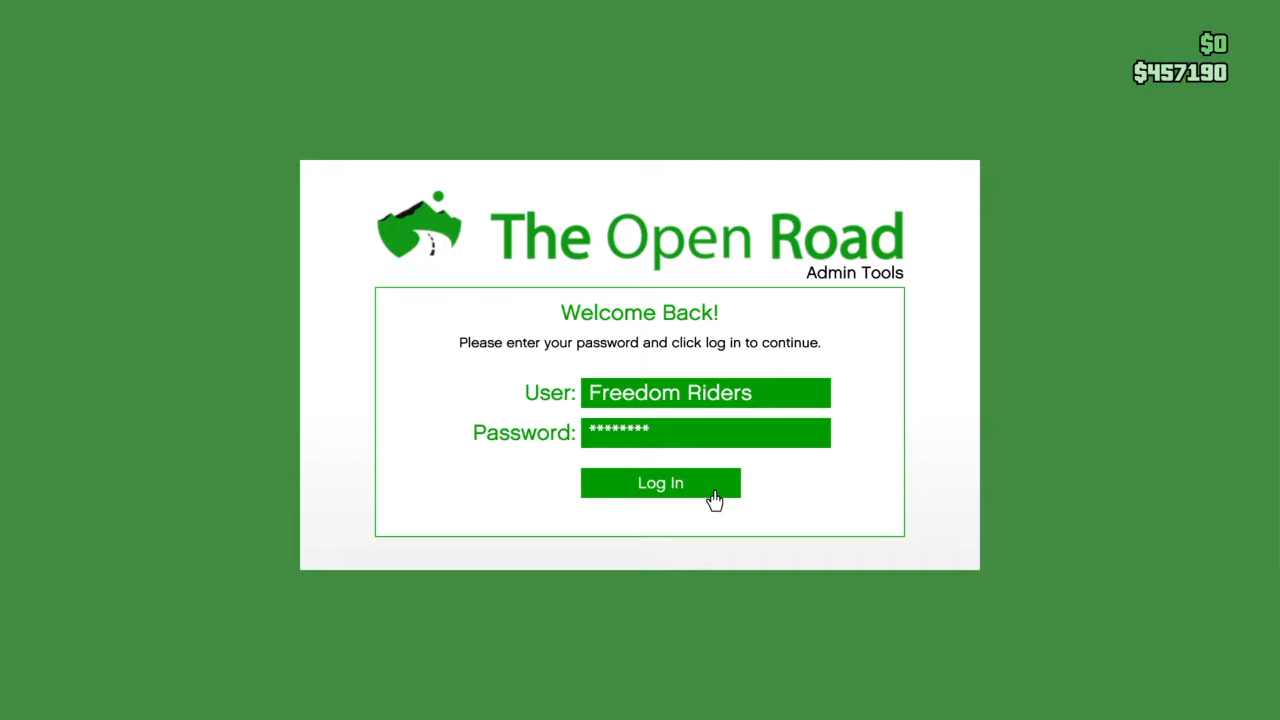 $0
$457190
The Open Road
Admin Tools
Welcome Back!
Please enter your password and click log in to continue.
User: Freedom Riders
Password: ********
Log In